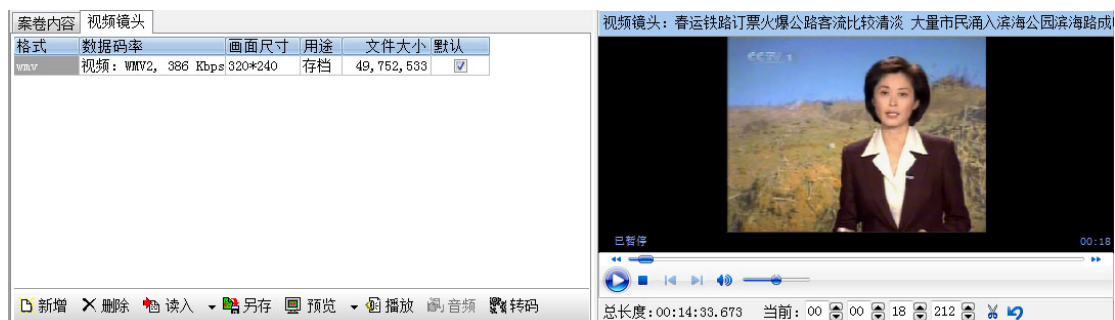 案卷内容 视频镜头
格式 数据码率 画面尺寸 用途 文件大小 默认
wmv 视频: WMV2, 386 Kbps 320*240 存档 49,752,533
新增 删除 读入 另存 预览 播放 音频 转码
视频镜头: 春运铁路订票火爆公路客流比较清淡 大量市民涌入滨海公园滨海路成
CCTV 1
已暂停 00:18
总长度:00:14:33.673 当前: 00 00 18 212